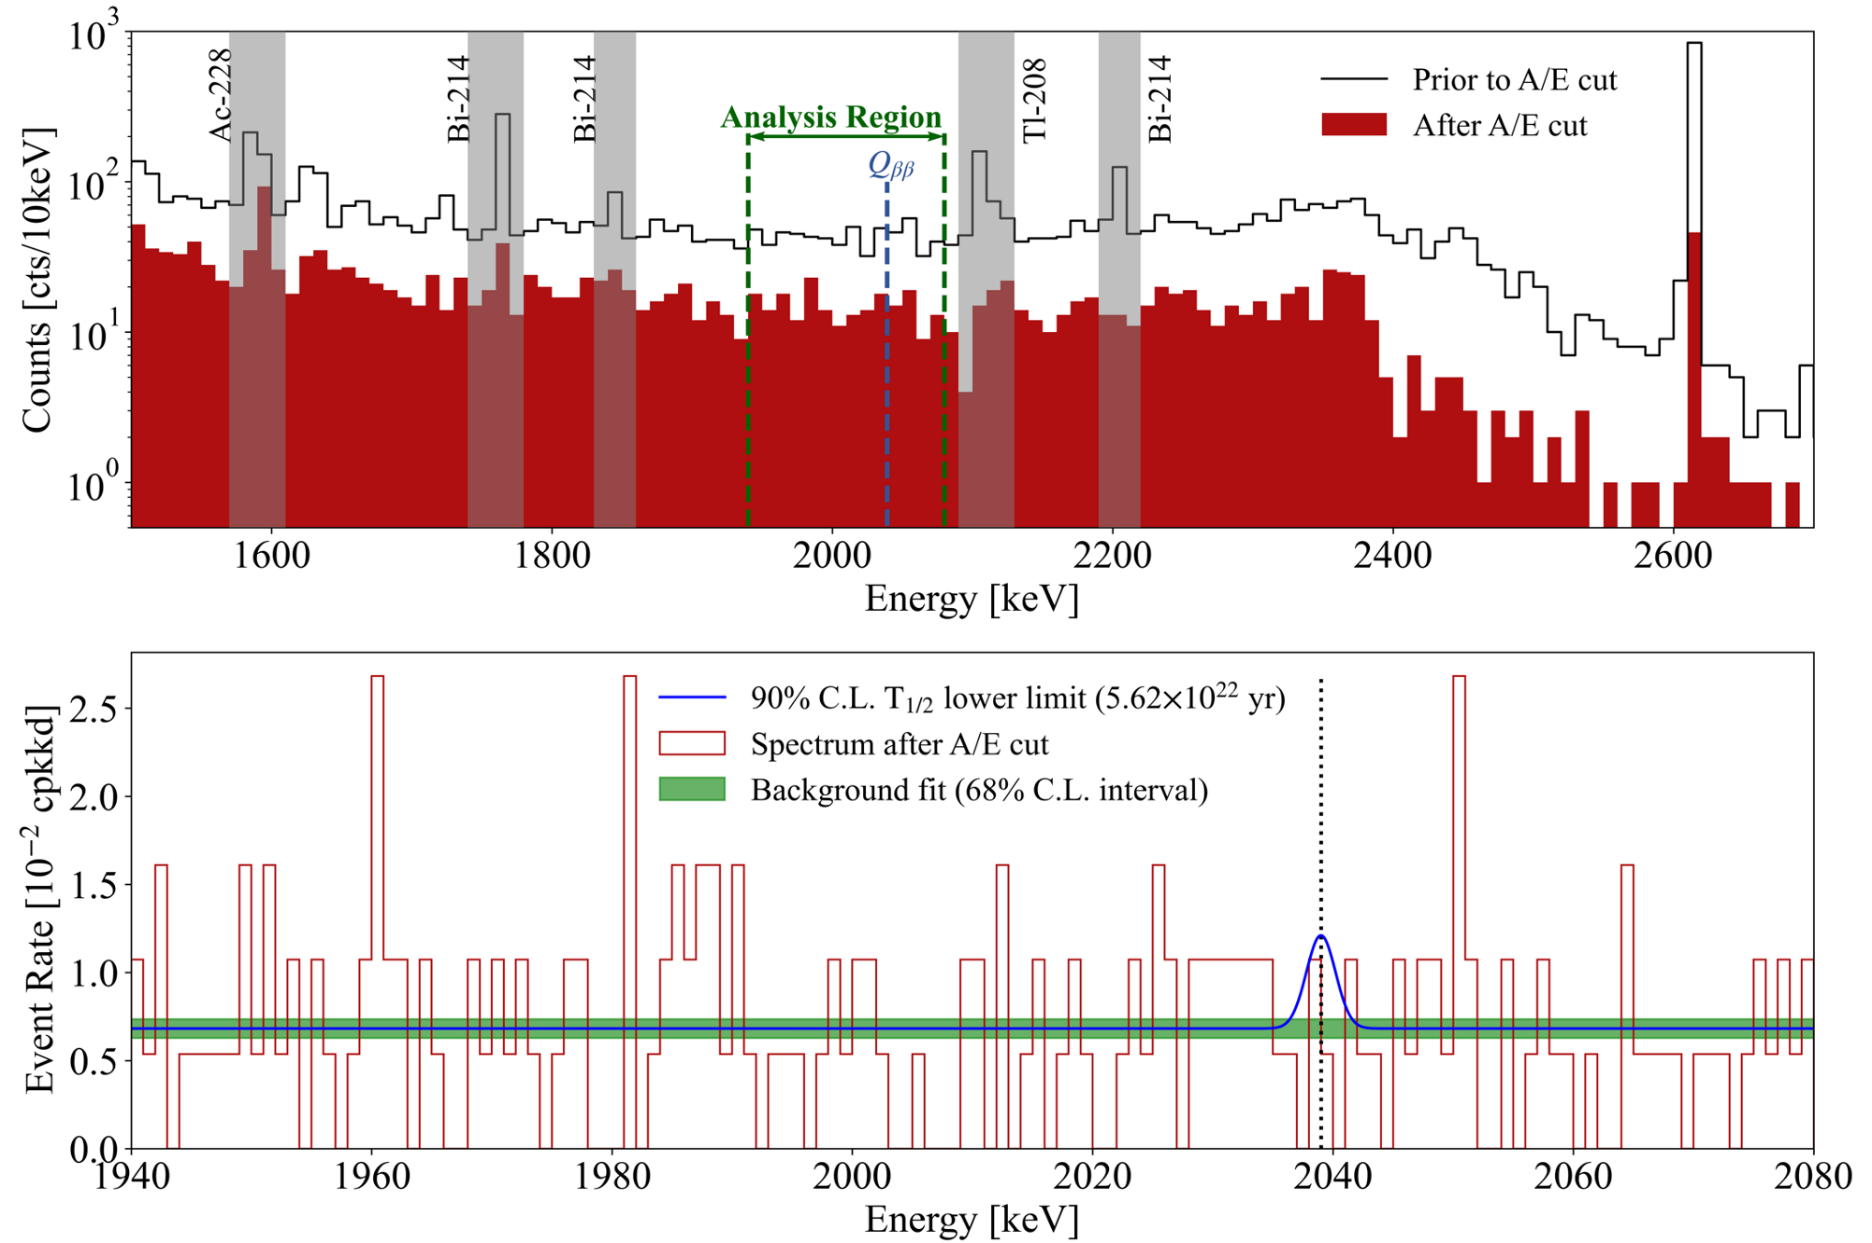 10³
10²
10¹
10⁰
Counts [cts/10keV]
Ac-228
Bi-214
Bi-214
Tl-208
Bi-214
Analysis Region
Qββ
Prior to A/E cut
After A/E cut
1600 1800 2000 2200 2400 2600
Energy [keV]
2.5
2.0
1.5
1.0
0.5
0.0
Event Rate [10⁻² cpkkd]
90% C.L. T₁/₂ lower limit (5.62×10²² yr)
Spectrum after A/E cut
Background fit (68% C.L. interval)
1940 1960 1980 2000 2020 2040 2060 2080
Energy [keV]